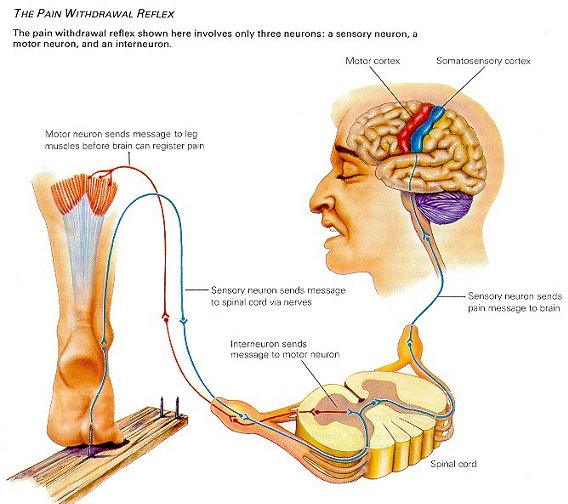 THE PAIN WITHDRAWAL REFLEX
The pain withdrawal reflex shown here involves only three neurons: a sensory neuron, a
motor neuron, and an interneuron.
Motor cortex
Somatosensory cortex
Motor neuron sends message to leg
muscles before brain can register pain
Sensory neuron sends message
to spinal cord via nerves
Sensory neuron sends
pain message to brain
Interneuron sends
message to motor neuron
Spinal cord